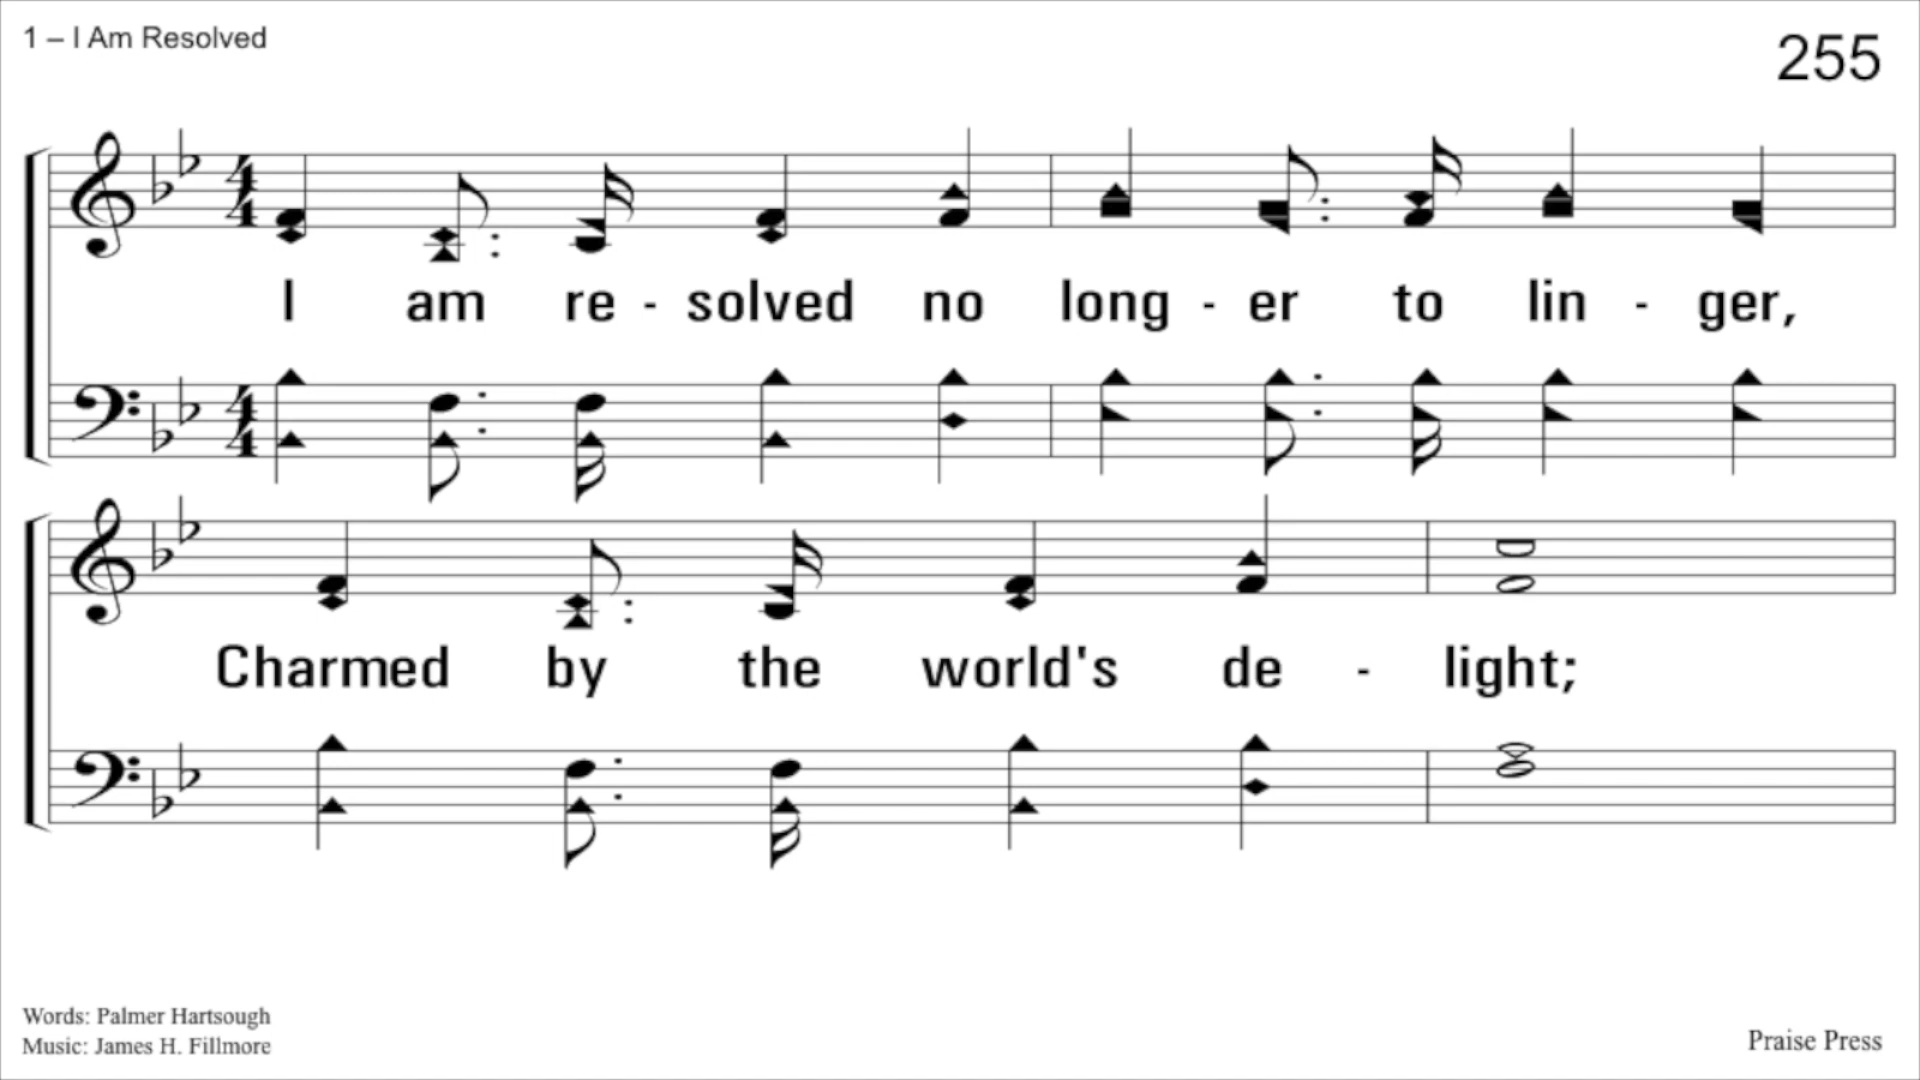 1 – I Am Resolved
255
I am re - solved no long - er to lin - ger,
Charmed by the world's de - light;
Words: Palmer Hartsough
Music: James H. Fillmore
Praise Press